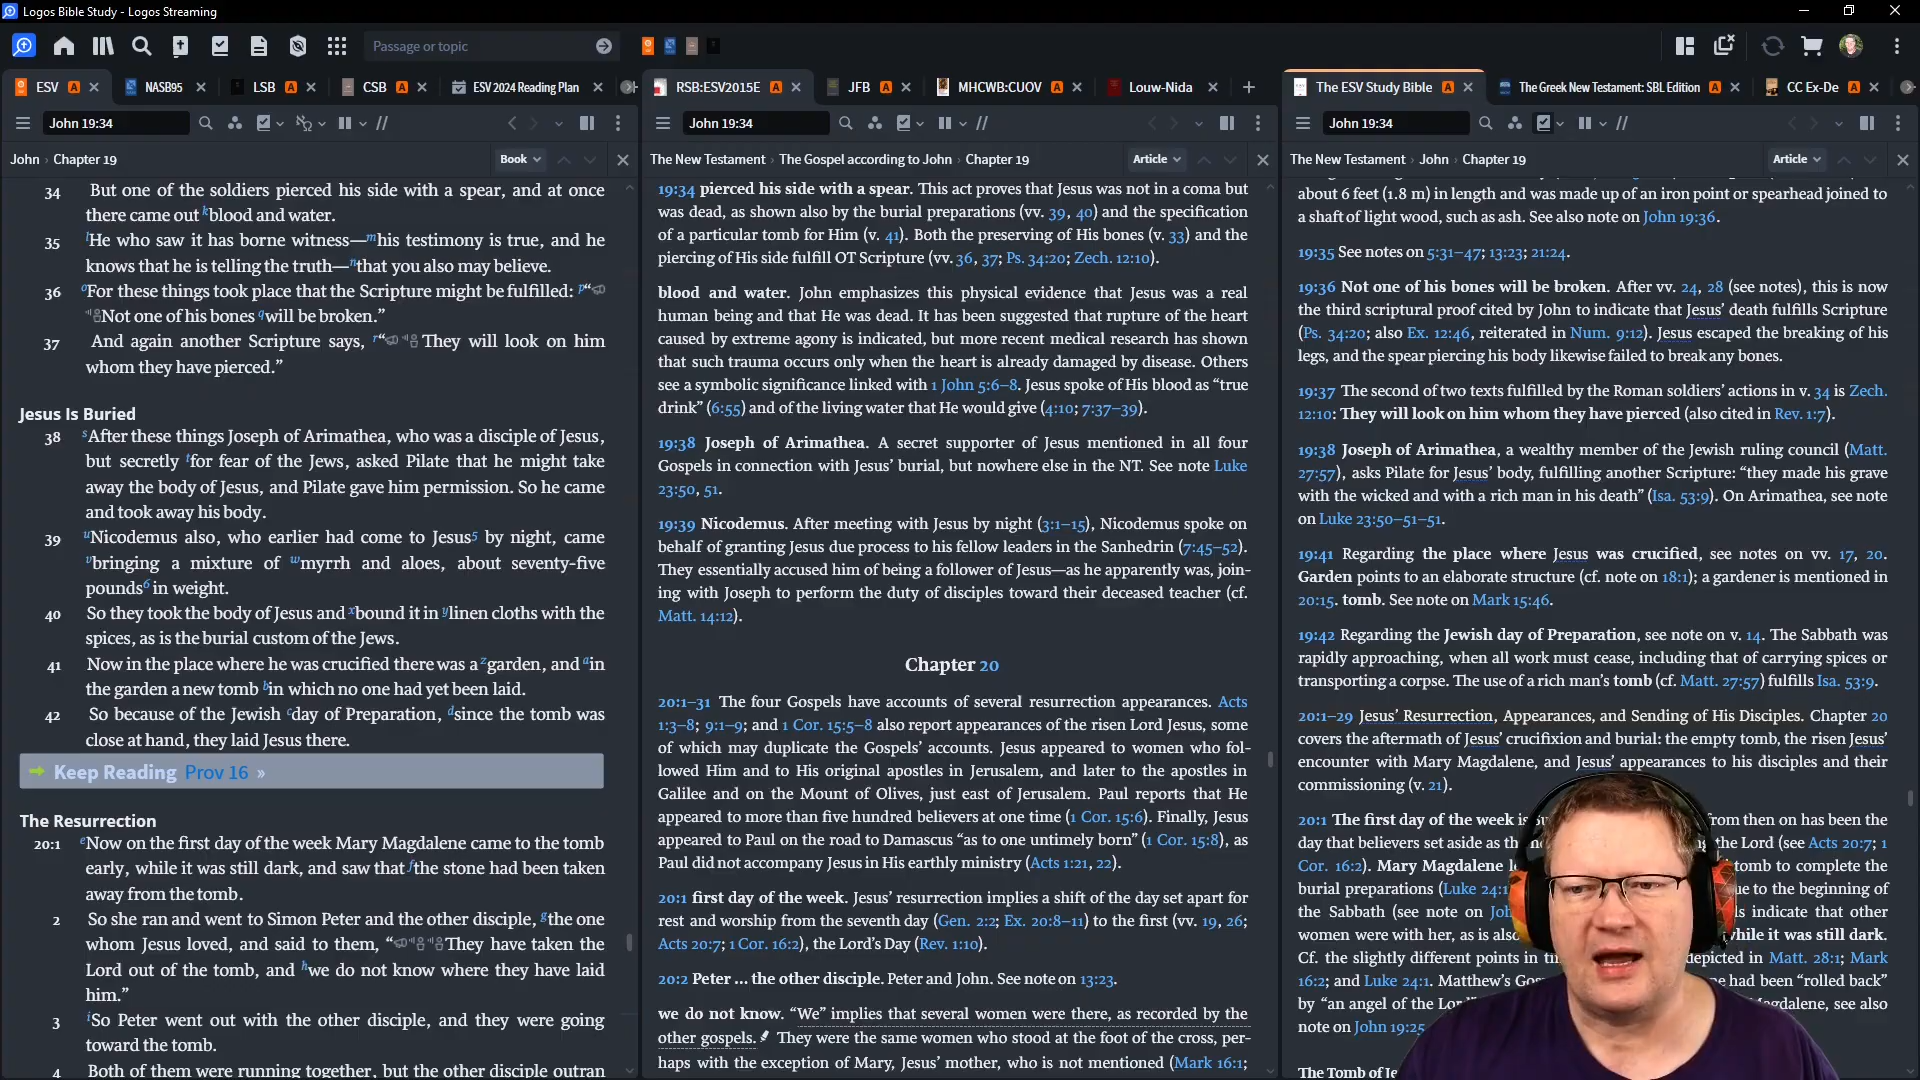 Logos Bible Study - Logos Streaming
Passage or topic
ESV A
NASB95
LSB A
CSB A
ESV 2024 Reading Plan
John 19:34
John › Chapter 19
Book
34 But one of the soldiers pierced his side with a spear, and at once
there came out kblood and water.
35 lHe who saw it has borne witness—mhis testimony is true, and he
knows that he is telling the truth—nthat you also may believe.
36 oFor these things took place that the Scripture might be fulfilled: p“
Not one of his bones qwill be broken.”
37 And again another Scripture says, r“They will look on him
whom they have pierced.”
Jesus Is Buried
38 sAfter these things Joseph of Arimathea, who was a disciple of Jesus,
but secretly tfor fear of the Jews, asked Pilate that he might take
away the body of Jesus, and Pilate gave him permission. So he came
and took away his body.
39 uNicodemus also, who earlier had come to Jesus5 by night, came
vbringing a mixture of wmyrrh and aloes, about seventy-five
pounds6 in weight.
40 So they took the body of Jesus and xbound it in ylinen cloths with the
spices, as is the burial custom of the Jews.
41 Now in the place where he was crucified there was a zgarden, and ain
the garden a new tomb bin which no one had yet been laid.
42 So because of the Jewish cday of Preparation, dsince the tomb was
close at hand, they laid Jesus there.
Keep Reading Prov 16 »
The Resurrection
20:1 eNow on the first day of the week Mary Magdalene came to the tomb
early, while it was still dark, and saw that fthe stone had been taken
away from the tomb.
2 So she ran and went to Simon Peter and the other disciple, gthe one
whom Jesus loved, and said to them, “They have taken the
Lord out of the tomb, and hwe do not know where they have laid
him.”
3 iSo Peter went out with the other disciple, and they were going
toward the tomb.
4 Both of them were running together, but the other disciple outran
RSB:ESV2015E A
JFB A
MHCWB:CUOV A
Louw-Nida
John 19:34
The New Testament › The Gospel according to John › Chapter 19
Article
19:34 pierced his side with a spear. This act proves that Jesus was not in a coma but
was dead, as shown also by the burial preparations (vv. 39, 40) and the specification
of a particular tomb for Him (v. 41). Both the preserving of His bones (v. 33) and the
piercing of His side fulfill OT Scripture (vv. 36, 37; Ps. 34:20; Zech. 12:10).
blood and water. John emphasizes this physical evidence that Jesus was a real
human being and that He was dead. It has been suggested that rupture of the heart
caused by extreme agony is indicated, but more recent medical research has shown
that such trauma occurs only when the heart is already damaged by disease. Others
see a symbolic significance linked with 1 John 5:6–8. Jesus spoke of His blood as “true
drink” (6:55) and of the living water that He would give (4:10; 7:37–39).
19:38 Joseph of Arimathea. A secret supporter of Jesus mentioned in all four
Gospels in connection with Jesus’ burial, but nowhere else in the NT. See note Luke
23:50, 51.
19:39 Nicodemus. After meeting with Jesus by night (3:1–15), Nicodemus spoke on
behalf of granting Jesus due process to his fellow leaders in the Sanhedrin (7:45–52).
They essentially accused him of being a follower of Jesus—as he apparently was, join-
ing with Joseph to perform the duty of disciples toward their deceased teacher (cf.
Matt. 14:12).
Chapter 20
20:1–31 The four Gospels have accounts of several resurrection appearances. Acts
1:3–8; 9:1–9; and 1 Cor. 15:5–8 also report appearances of the risen Lord Jesus, some
of which may duplicate the Gospels’ accounts. Jesus appeared to women who fol-
lowed Him and to His original apostles in Jerusalem, and later to the apostles in
Galilee and on the Mount of Olives, just east of Jerusalem. Paul reports that He
appeared to more than five hundred believers at one time (1 Cor. 15:6). Finally, Jesus
appeared to Paul on the road to Damascus “as to one untimely born” (1 Cor. 15:8), as
Paul did not accompany Jesus in His earthly ministry (Acts 1:21, 22).
20:1 first day of the week. Jesus’ resurrection implies a shift of the day set apart for
rest and worship from the seventh day (Gen. 2:2; Ex. 20:8–11) to the first (vv. 19, 26;
Acts 20:7; 1 Cor. 16:2), the Lord’s Day (Rev. 1:10).
20:2 Peter ... the other disciple. Peter and John. See note on 13:23.
we do not know. “We” implies that several women were there, as recorded by the
other gospels. They were the same women who stood at the foot of the cross, per-
haps with the exception of Mary, Jesus’ mother, who is not mentioned (Mark 16:1;
The ESV Study Bible A
The Greek New Testament: SBL Edition A
CC Ex-De A
John 19:34
The New Testament › John › Chapter 19
Article
about 6 feet (1.8 m) in length and was made up of an iron point or spearhead joined to
a shaft of light wood, such as ash. See also note on John 19:36.
19:35 See notes on 5:31–47; 13:23; 21:24.
19:36 Not one of his bones will be broken. After vv. 24, 28 (see notes), this is now
the third scriptural proof cited by John to indicate that Jesus’ death fulfills Scripture
(Ps. 34:20; also Ex. 12:46, reiterated in Num. 9:12). Jesus escaped the breaking of his
legs, and the spear piercing his body likewise failed to break any bones.
19:37 The second of two texts fulfilled by the Roman soldiers’ actions in v. 34 is Zech.
12:10: They will look on him whom they have pierced (also cited in Rev. 1:7).
19:38 Joseph of Arimathea, a wealthy member of the Jewish ruling council (Matt.
27:57), asks Pilate for Jesus’ body, fulfilling another Scripture: “they made his grave
with the wicked and with a rich man in his death” (Isa. 53:9). On Arimathea, see note
on Luke 23:50–51–51.
19:41 Regarding the place where Jesus was crucified, see notes on vv. 17, 20.
Garden points to an elaborate structure (cf. note on 18:1); a gardener is mentioned in
20:15. tomb. See note on Mark 15:46.
19:42 Regarding the Jewish day of Preparation, see note on v. 14. The Sabbath was
rapidly approaching, when all work must cease, including that of carrying spices or
transporting a corpse. The use of a rich man’s tomb (cf. Matt. 27:57) fulfills Isa. 53:9.
20:1–29 Jesus’ Resurrection, Appearances, and Sending of His Disciples. Chapter 20
covers the aftermath of Jesus’ crucifixion and burial: the empty tomb, the risen Jesus’
encounter with Mary Magdalene, and Jesus’ appearances to his disciples and their
commissioning (v. 21).
20:1 The first day of the week is from then on has been the
day that believers set aside as the the Lord (see Acts 20:7; 1
Cor. 16:2). Mary Magdalene tomb to complete the
burial preparations (Luke 24:1 to the beginning of
the Sabbath (see note on indicate that other
women were with her, as is while it was still dark.
Cf. the slightly different points in depicted in Matt. 28:1; Mark
16:2; and Luke 24:1. Matthew’s had been “rolled back”
by “an angel of the see also
note on John 19:25
The Tomb of